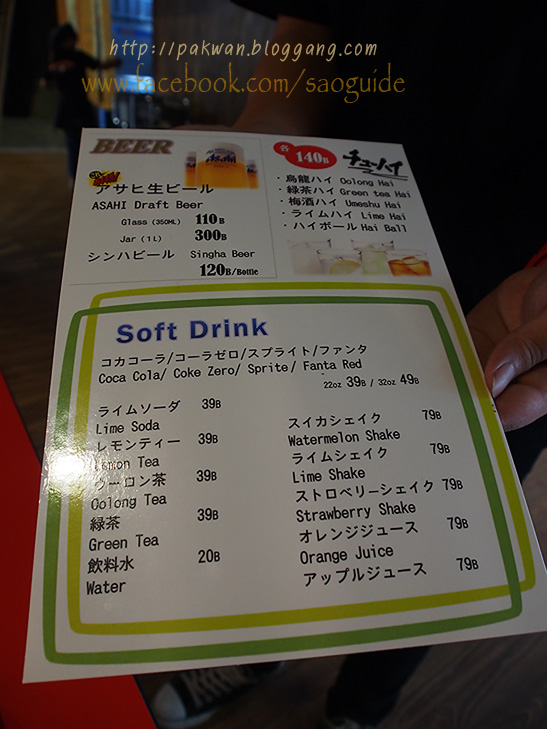 http://pakwan.bloggang.com
www.facebook.com/saoguide
BEER
アサヒ生ビール
ASAHI Draft Beer
Glass (350ML) 110B
Jar (1L) 300B
シンハビール Singha Beer
120B/Bottle
各 140B チューハイ
・烏龍ハイ Oolong Hai
・緑茶ハイ Green tea Hai
・梅酒ハイ Umeshu Hai
・ライムハイ Lime Hai
・ハイボール Hai Ball
Asahi
Soft Drink
コカコーラ/コーラゼロ/スプライト/ファンタ
Coca Cola/ Coke Zero/ Sprite/ Fanta Red
22oz 39B / 32oz 49B
ライムソーダ 39B
Lime Soda
レモンティー 39B
Lemon Tea
ウーロン茶 39B
Oolong Tea
緑茶 39B
Green Tea
飲料水 20B
Water
スイカシェイク 79B
Watermelon Shake
ライムシェイク 79B
Lime Shake
ストロベリーシェイク 79B
Strawberry Shake
オレンジジュース 79B
Orange Juice
アップルジュース 79B